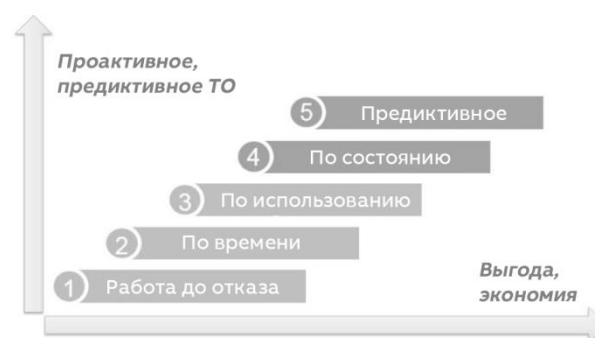 Проактивное,
предиктивное ТО
5 Предиктивное
4 По состоянию
3 По использованию
2 По времени
1 Работа до отказа
Выгода,
экономия